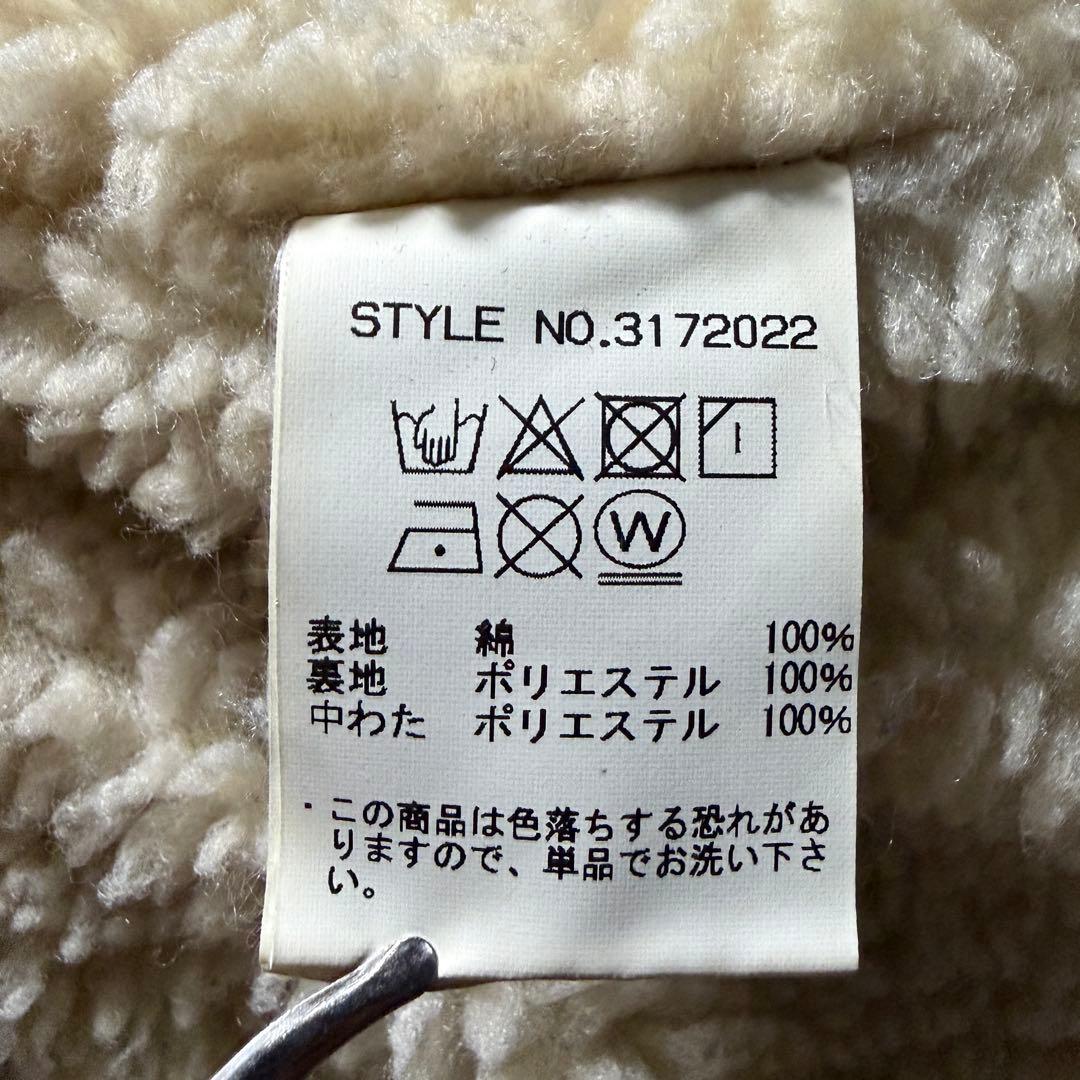 STYLE NO.3172022
W
表地 綿 100%
裏地 ポリエステル 100%
中わた ポリエステル 100%
・この商品は色落ちする恐れがあ
りますので、単品でお洗い下さ
い。